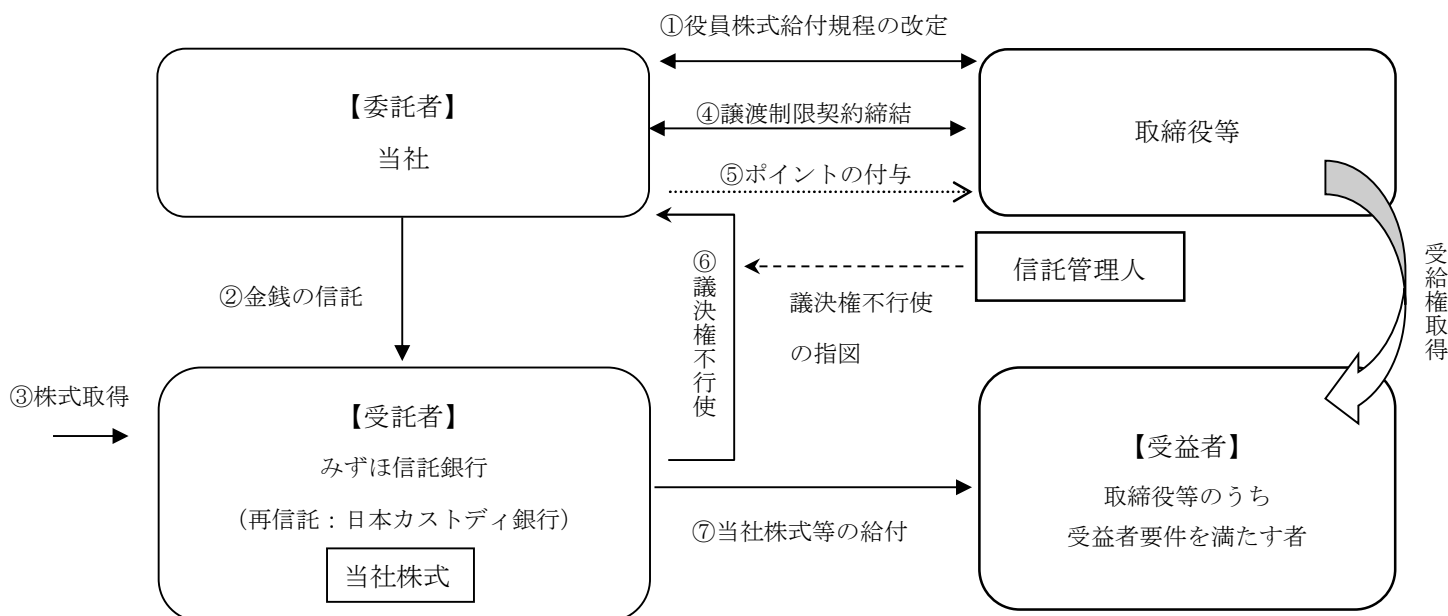 ①役員株式給付規程の改定
【委託者】
当社
④譲渡制限契約締結
取締役等
⑤ポイントの付与
②金銭の信託
⑥議決権不行使
信託管理人
議決権不行使
の指図
受給権取得
③株式取得
【受託者】
みずほ信託銀行
(再信託:日本カストディ銀行)
当社株式
⑦当社株式等の給付
【受益者】
取締役等のうち
受益者要件を満たす者